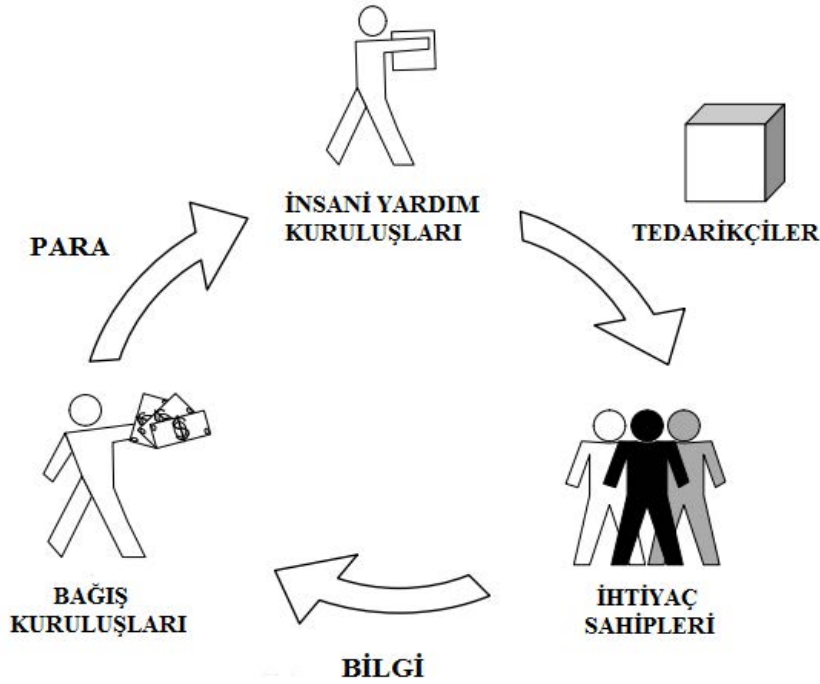 İNSANİ YARDIM
KURULUŞLARI
TEDARİKÇİLER
PARA
BAĞIŞ
KURULUŞLARI
İHTİYAÇ
SAHİPLERİ
BİLGİ